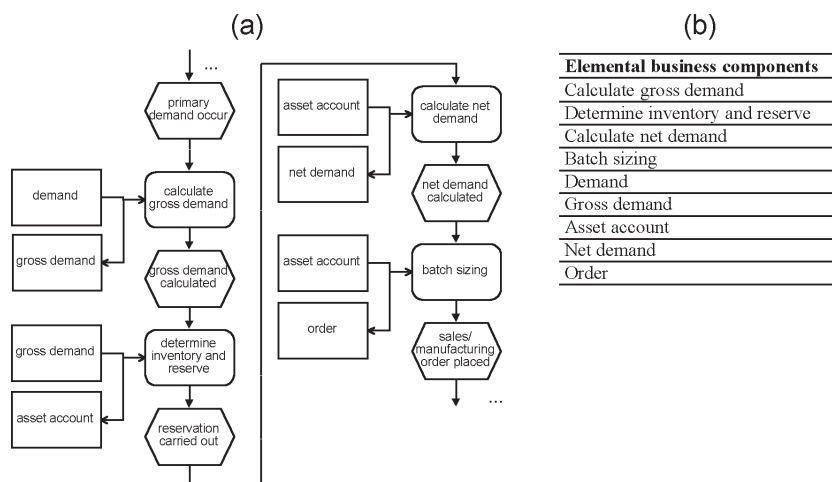 (a)
...
primary
demand occur
demand
calculate
gross demand
gross demand
gross demand
calculated
gross demand
determine
inventory and
reserve
asset account
reservation
carried out
asset account
calculate net
demand
net demand
net demand
calculated
asset account
batch sizing
order
sales/
manufacturing
order placed
...
(b)
Elemental business components
Calculate gross demand
Determine inventory and reserve
Calculate net demand
Batch sizing
Demand
Gross demand
Asset account
Net demand
Order